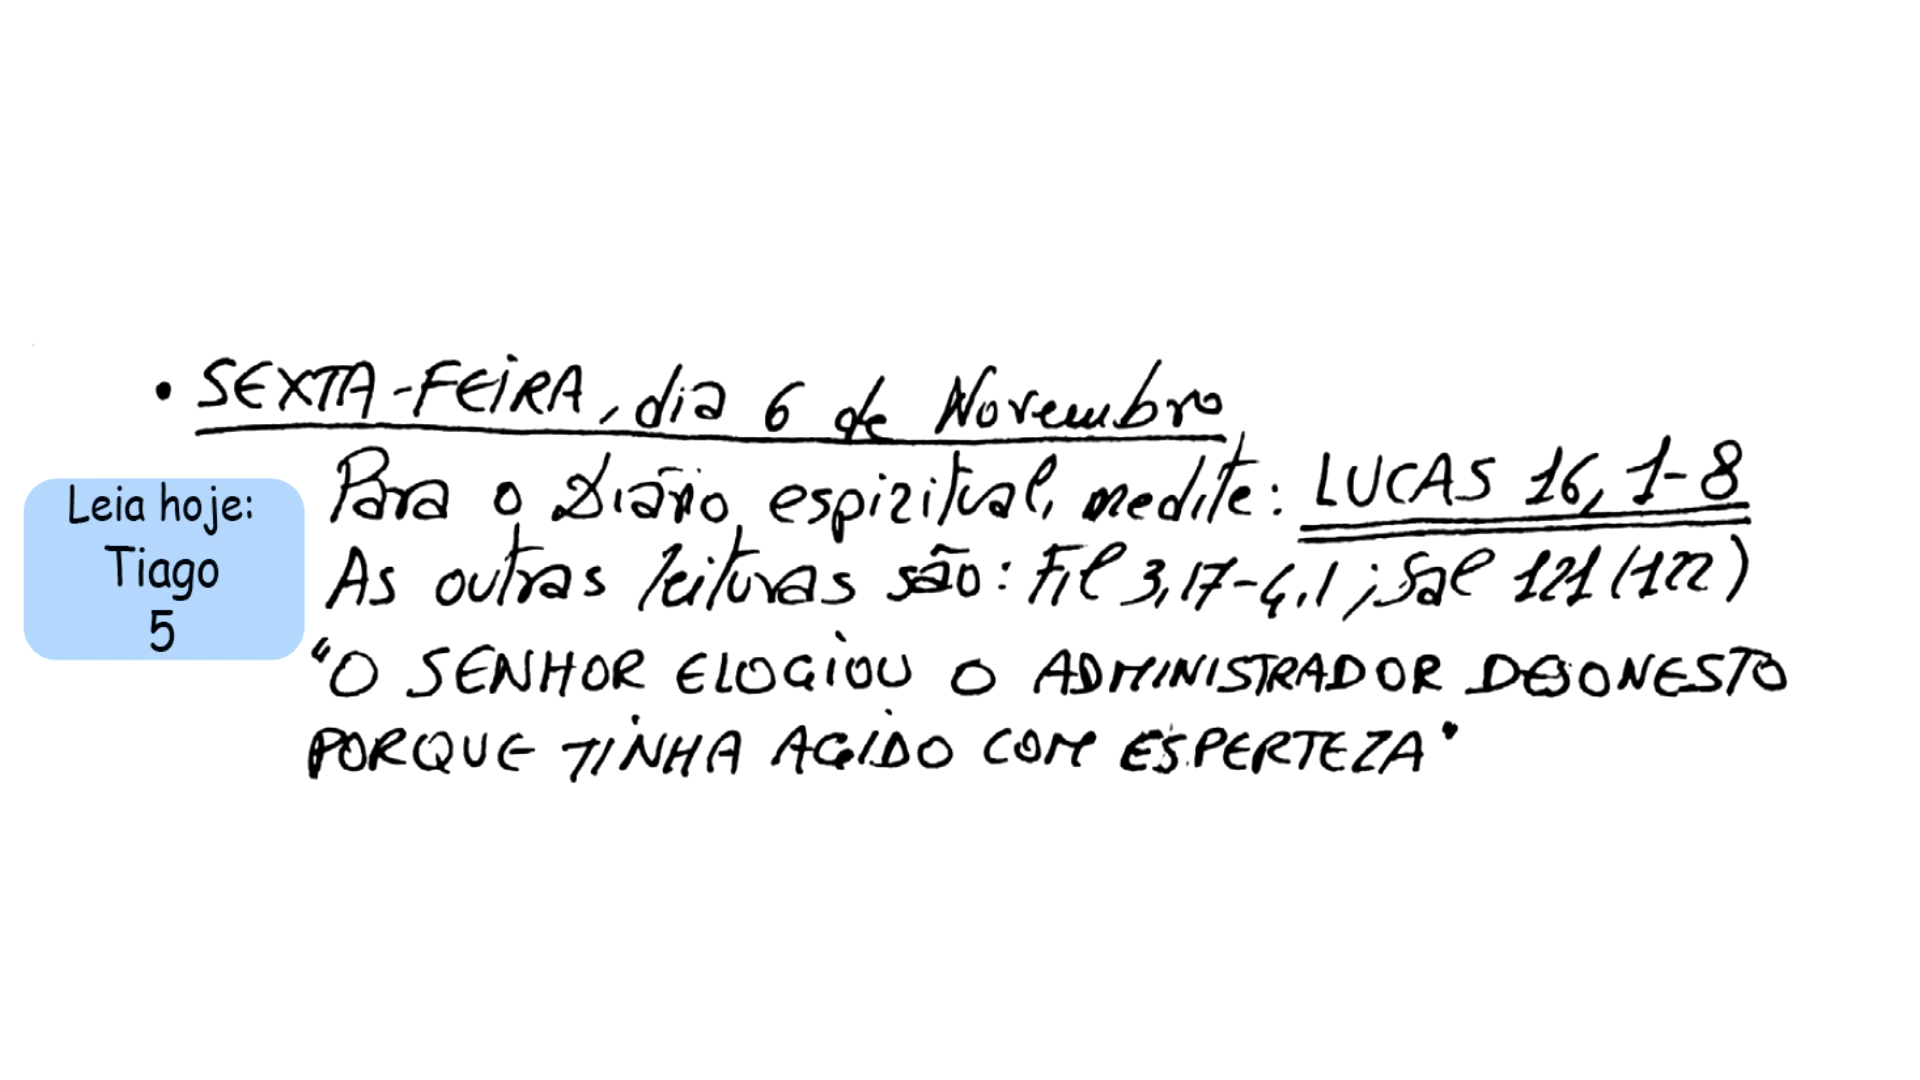 • SEXTA-FEIRA, dia 6 de Novembro
Para o Diário espiritual, medite: LUCAS 16, 1-8
As outras leituras são: Fil 3,17-4,1; Sal 121 (122)
"O SENHOR ELOGIOU O ADMINISTRADOR DESONESTO
PORQUE TINHA AGIDO COM ESPERTEZA"
Leia hoje:
Tiago
5